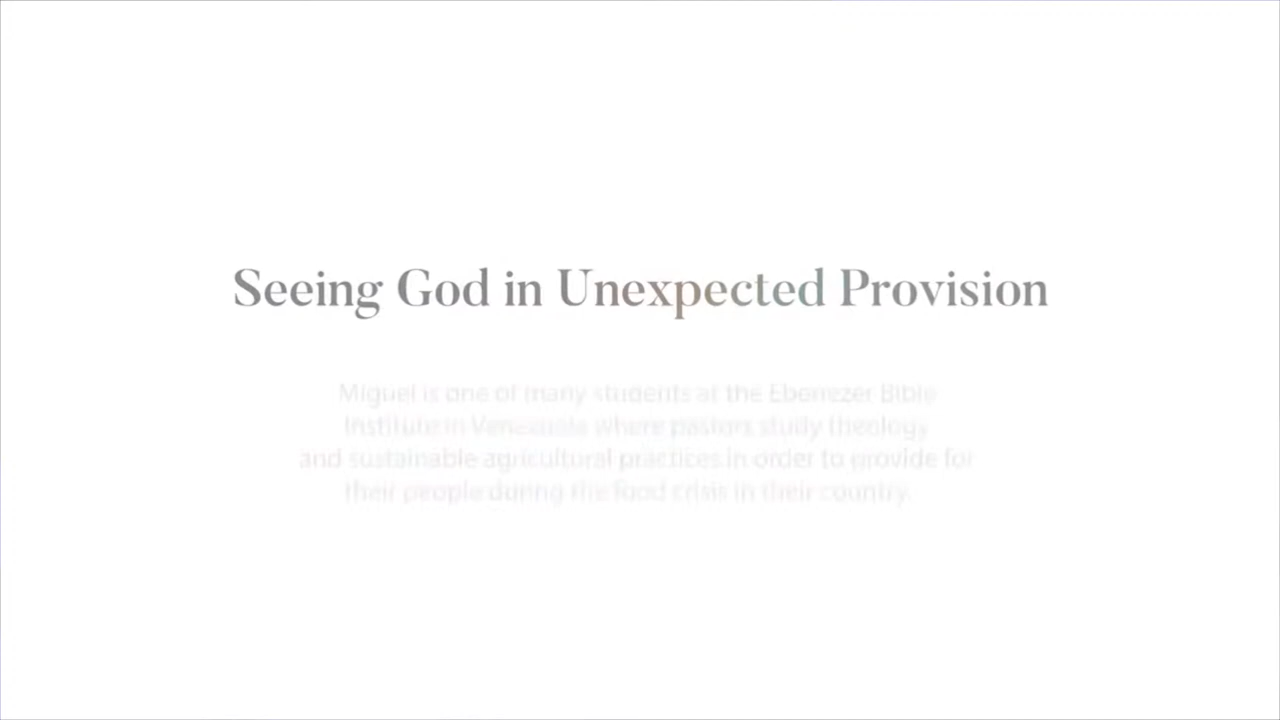 Seeing God in Unexpected Provision
Miguel is one of many students at the Ebenezer Bible
Institute in Venezuela where pastors study theology
and sustainable agricultural practices in order to provide for
their people during the food crisis in their country.